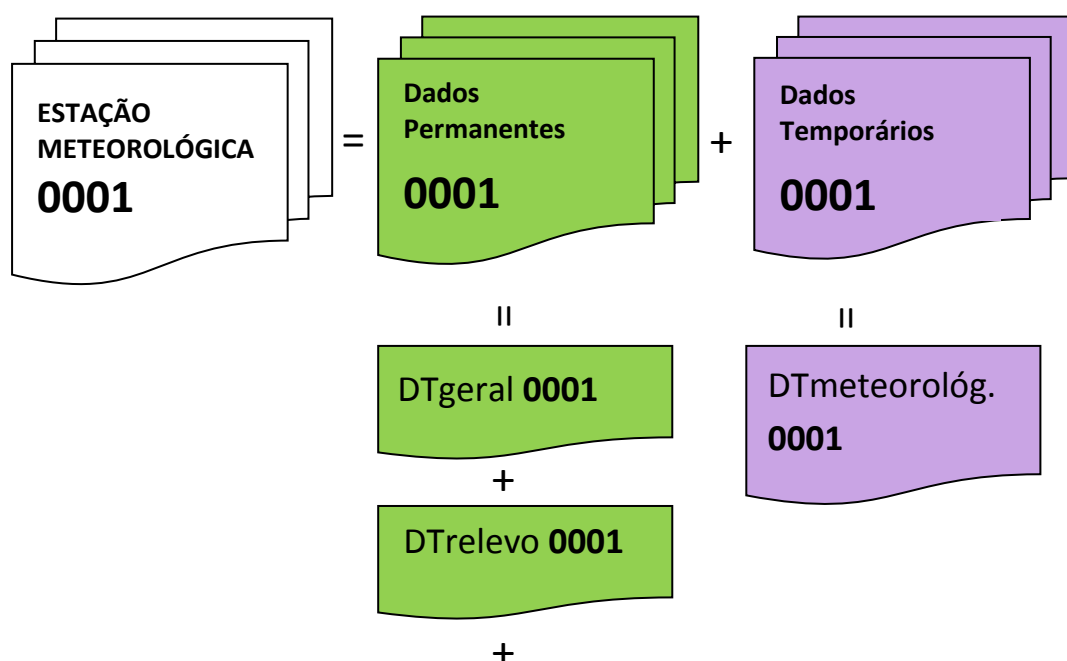 ESTAÇÃO
METEOROLÓGICA
0001
=
Dados
Permanentes
0001
+
Dados
Temporários
0001
=
=
DTgeral 0001
DTmeteorológ.
0001
+
DTrelevo 0001
+